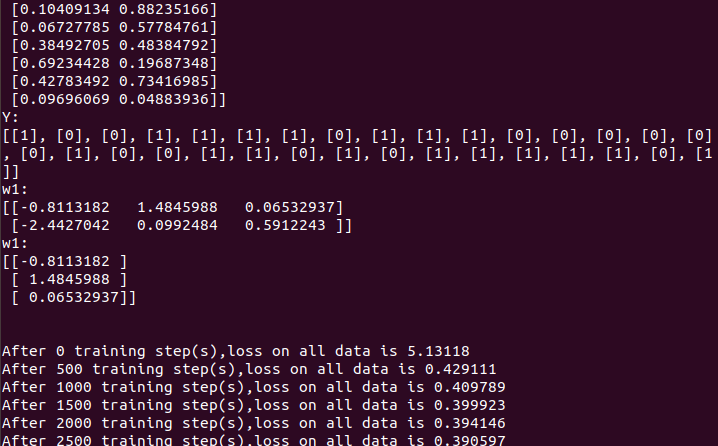 [0.10409134 0.88235166]
[0.06727785 0.57784761]
[0.38492705 0.48384792]
[0.69234428 0.19687348]
[0.42783492 0.73416985]
[0.09696069 0.04883936]]
Y:
[[1], [0], [0], [1], [1], [1], [1], [0], [1], [1], [1], [0], [0], [0], [0], [0]
, [0], [1], [0], [0], [1], [1], [0], [1], [0], [1], [1], [1], [1], [1], [0], [1
]]
w1:
[[-0.8113182   1.4845988   0.06532937]
[-2.4427042   0.0992484   0.5912243 ]]
w1:
[[-0.8113182 ]
[ 1.4845988 ]
[ 0.06532937]]
After 0 training step(s),loss on all data is 5.13118
After 500 training step(s),loss on all data is 0.429111
After 1000 training step(s),loss on all data is 0.409789
After 1500 training step(s),loss on all data is 0.399923
After 2000 training step(s),loss on all data is 0.394146
After 2500 training step(s),loss on all data is 0.390597